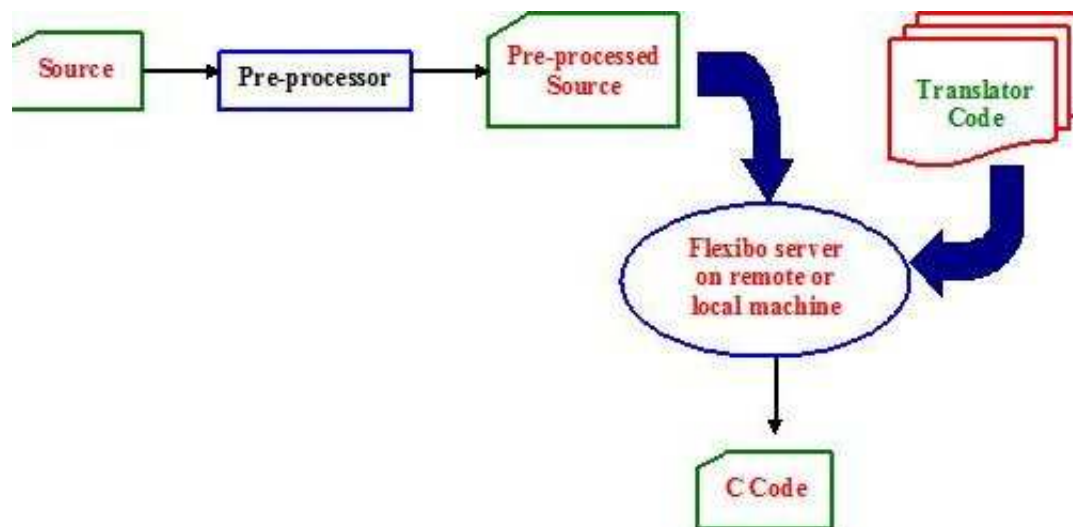 Source
Pre-processor
Pre-processed
Source
Translator
Code
Flexibo server
on remote or
local machine
C Code